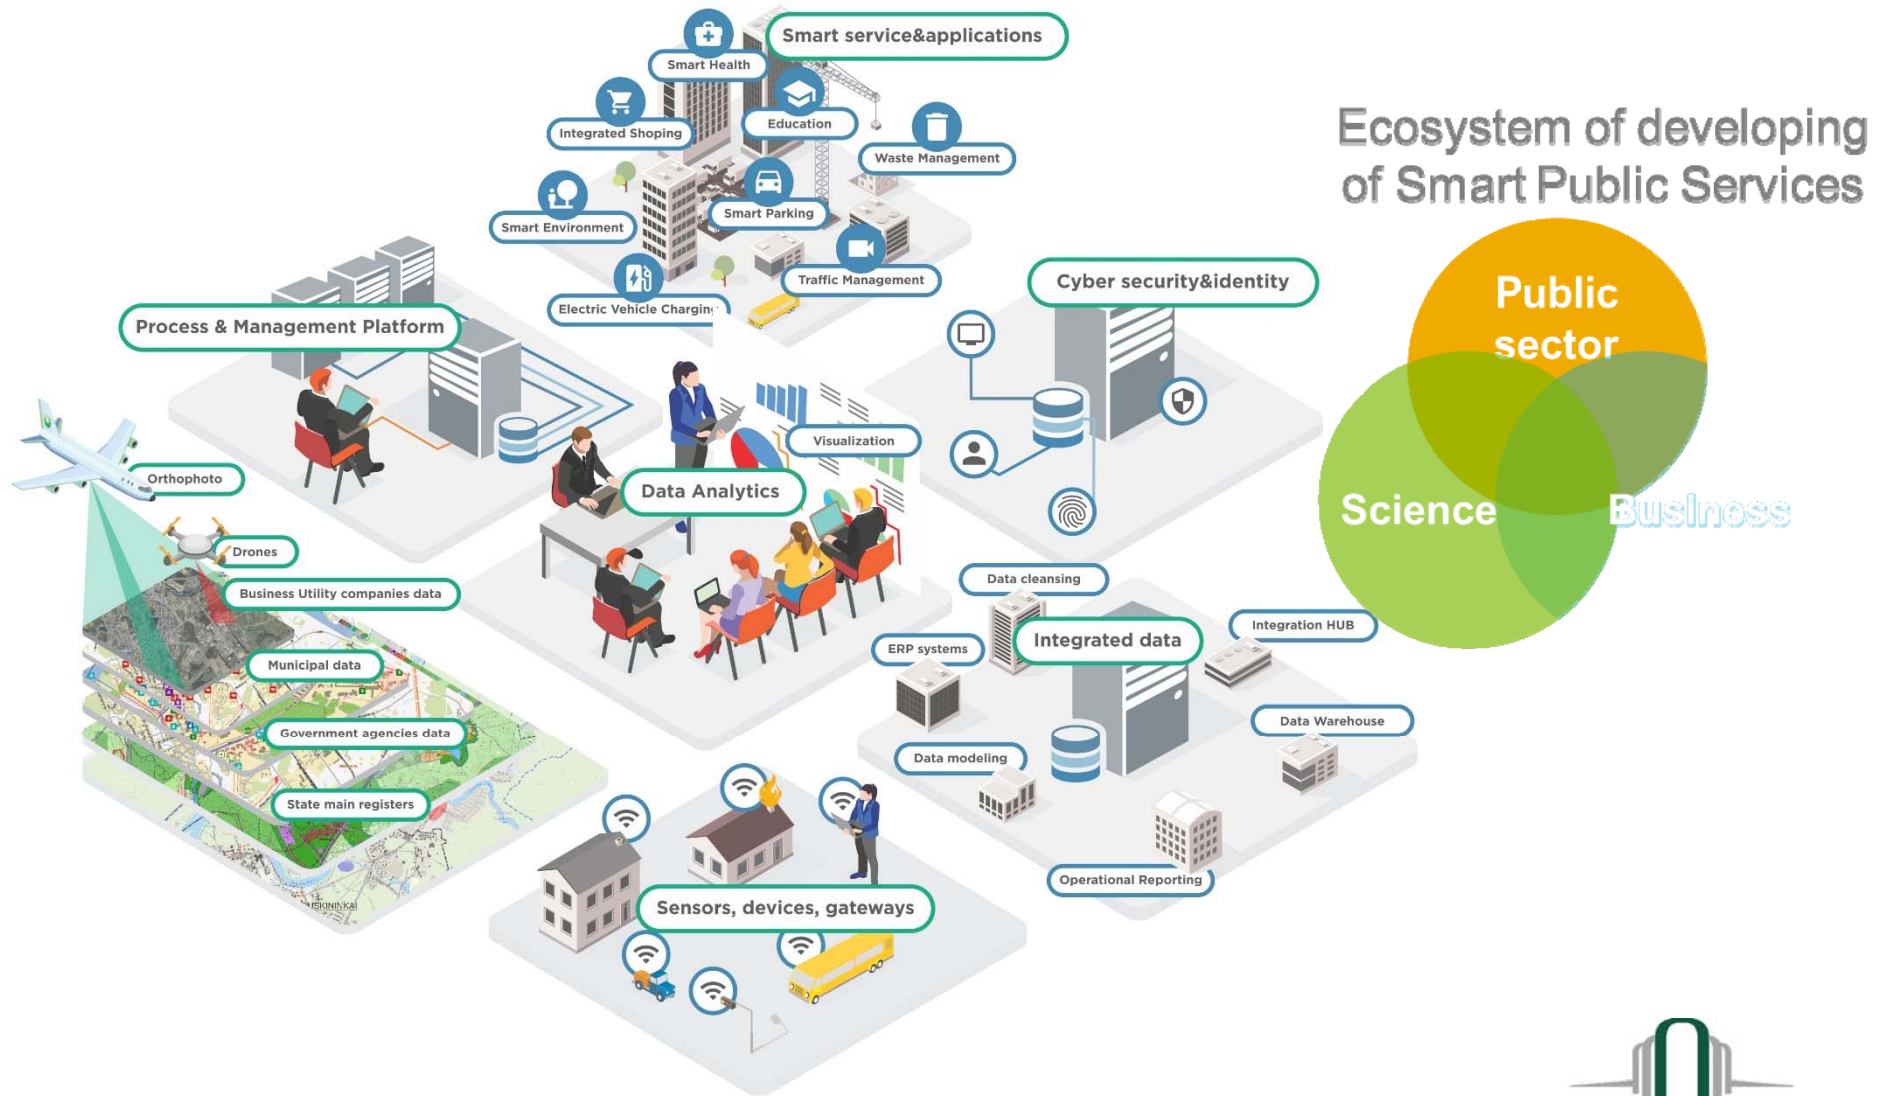 Smart service&applications
Smart Health
Integrated Shoping
Education
Waste Management
Smart Environment
Smart Parking
Traffic Management
Electric Vehicle Charging
Ecosystem of developing
of Smart Public Services
Public
sector
Science
Business
Process & Management Platform
Cyber security&identity
Visualization
Data Analytics
Orthophoto
Drones
Business Utility companies data
Municipal data
Government agencies data
State main registers
Data cleansing
Integrated data
Integration HUB
ERP systems
Data Warehouse
Data modeling
Operational Reporting
Sensors, devices, gateways